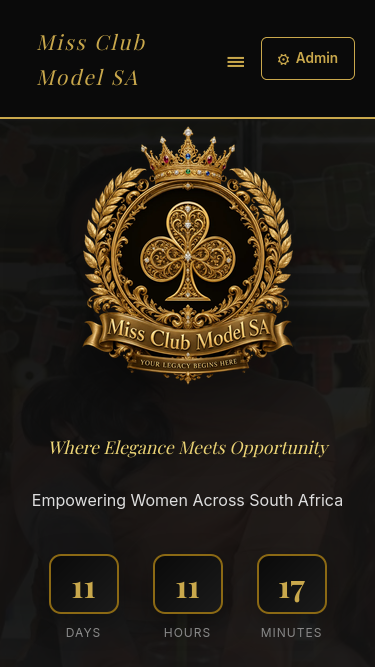 Miss Club
Model SA
⚙ Admin
Miss Club Model SA
YOUR LEGACY BEGINS HERE
Where Elegance Meets Opportunity
Empowering Women Across South Africa
11 11 17
DAYS HOURS MINUTES